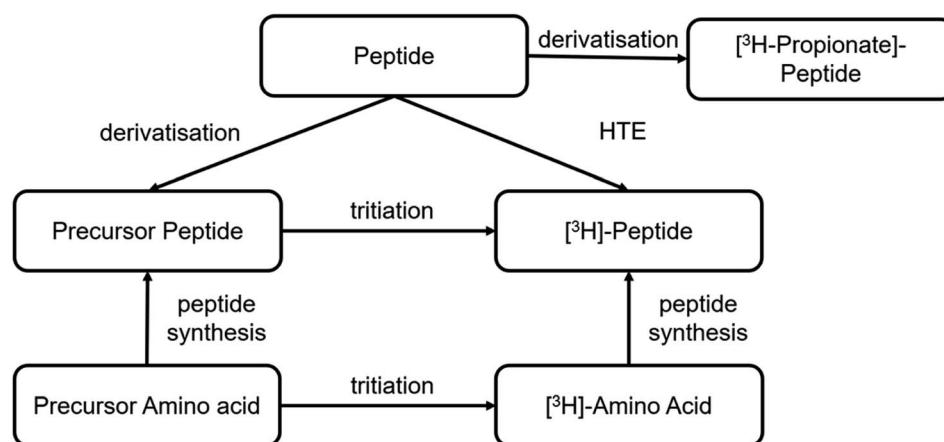 Peptide
derivatisation
[³H-Propionate]-
Peptide
derivatisation
HTE
Precursor Peptide
tritiation
[³H]-Peptide
peptide
synthesis
peptide
synthesis
Precursor Amino acid
tritiation
[³H]-Amino Acid